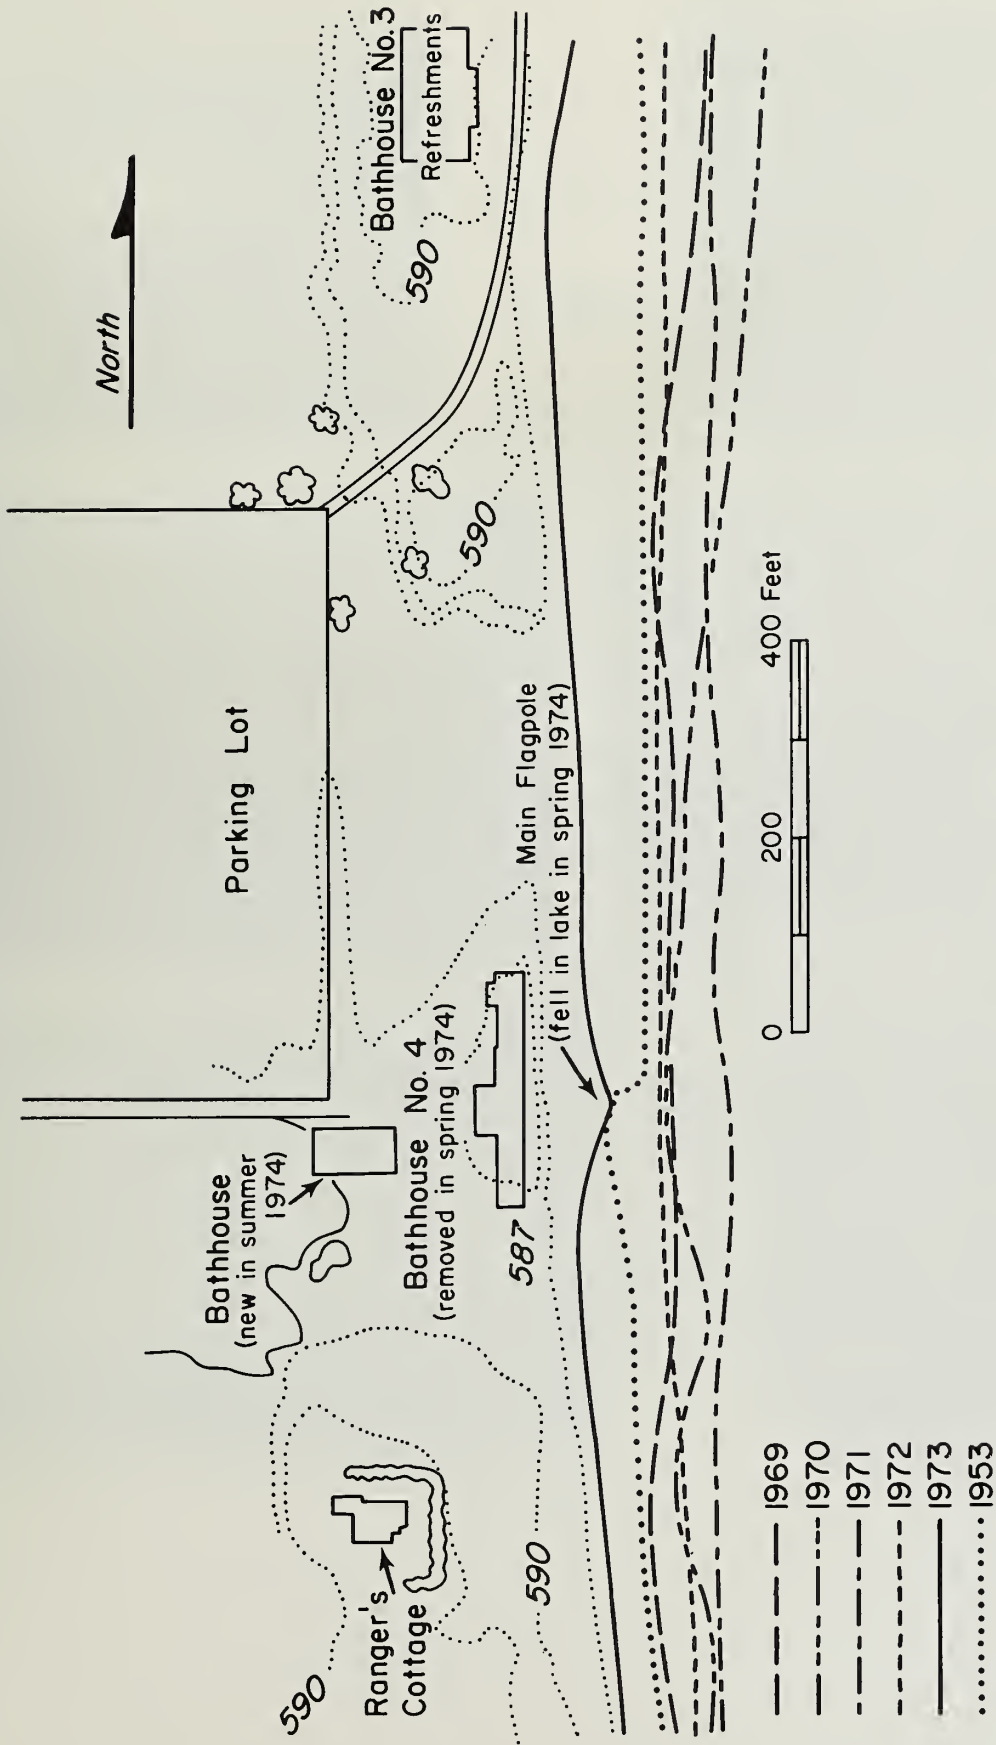 North
Bathhouse No. 3
Refreshments
590
590
Parking Lot
Main Flagpole
(fell in lake in spring 1974)
Bathhouse
(new in summer
1974)
Bathhouse No. 4
(removed in spring 1974)
587
590
Ranger's
Cottage
590
0 200 400 Feet
1969
1970
1971
1972
1973
1953